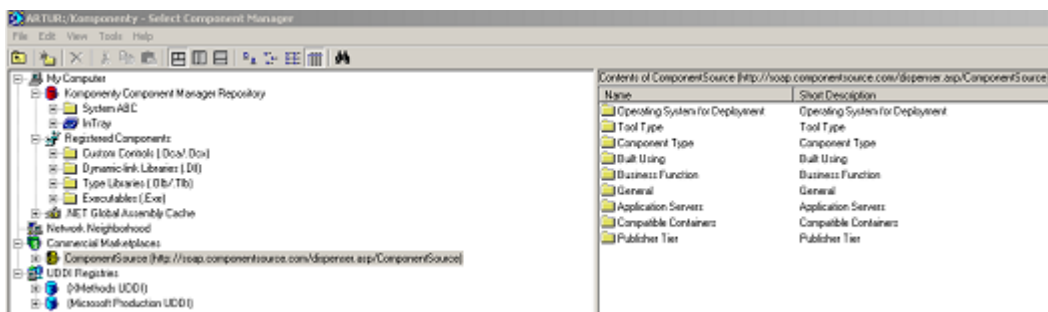 ARTUR:/Komponenty - Select Component Manager
File Edit View Tools Help
My Computer
Komponenty Component Manager Repository
System ABC
InTray
Registered Components
Custom Controls (.Oca/.Ocx)
Dynamic-link Libraries (.Dll)
Type Libraries (.Olb/.Tlb)
Executables (.Exe)
.NET Global Assembly Cache
Network Neighborhood
Commercial Marketplaces
ComponentSource (http://soap.componentsource.com/dispenser.asp/ComponentSource)
UDDI Registries
(XMethods UDDI)
(Microsoft Production UDDI)
Contents of ComponentSource (http://soap.componentsource.com/dispenser.asp/ComponentSource
Name Short Description
Operating System for Deployment Operating System for Deployment
Tool Type Tool Type
Component Type Component Type
Built Using Built Using
Business Function Business Function
General General
Application Servers Application Servers
Compatible Containers Compatible Containers
Publisher Tier Publisher Tier